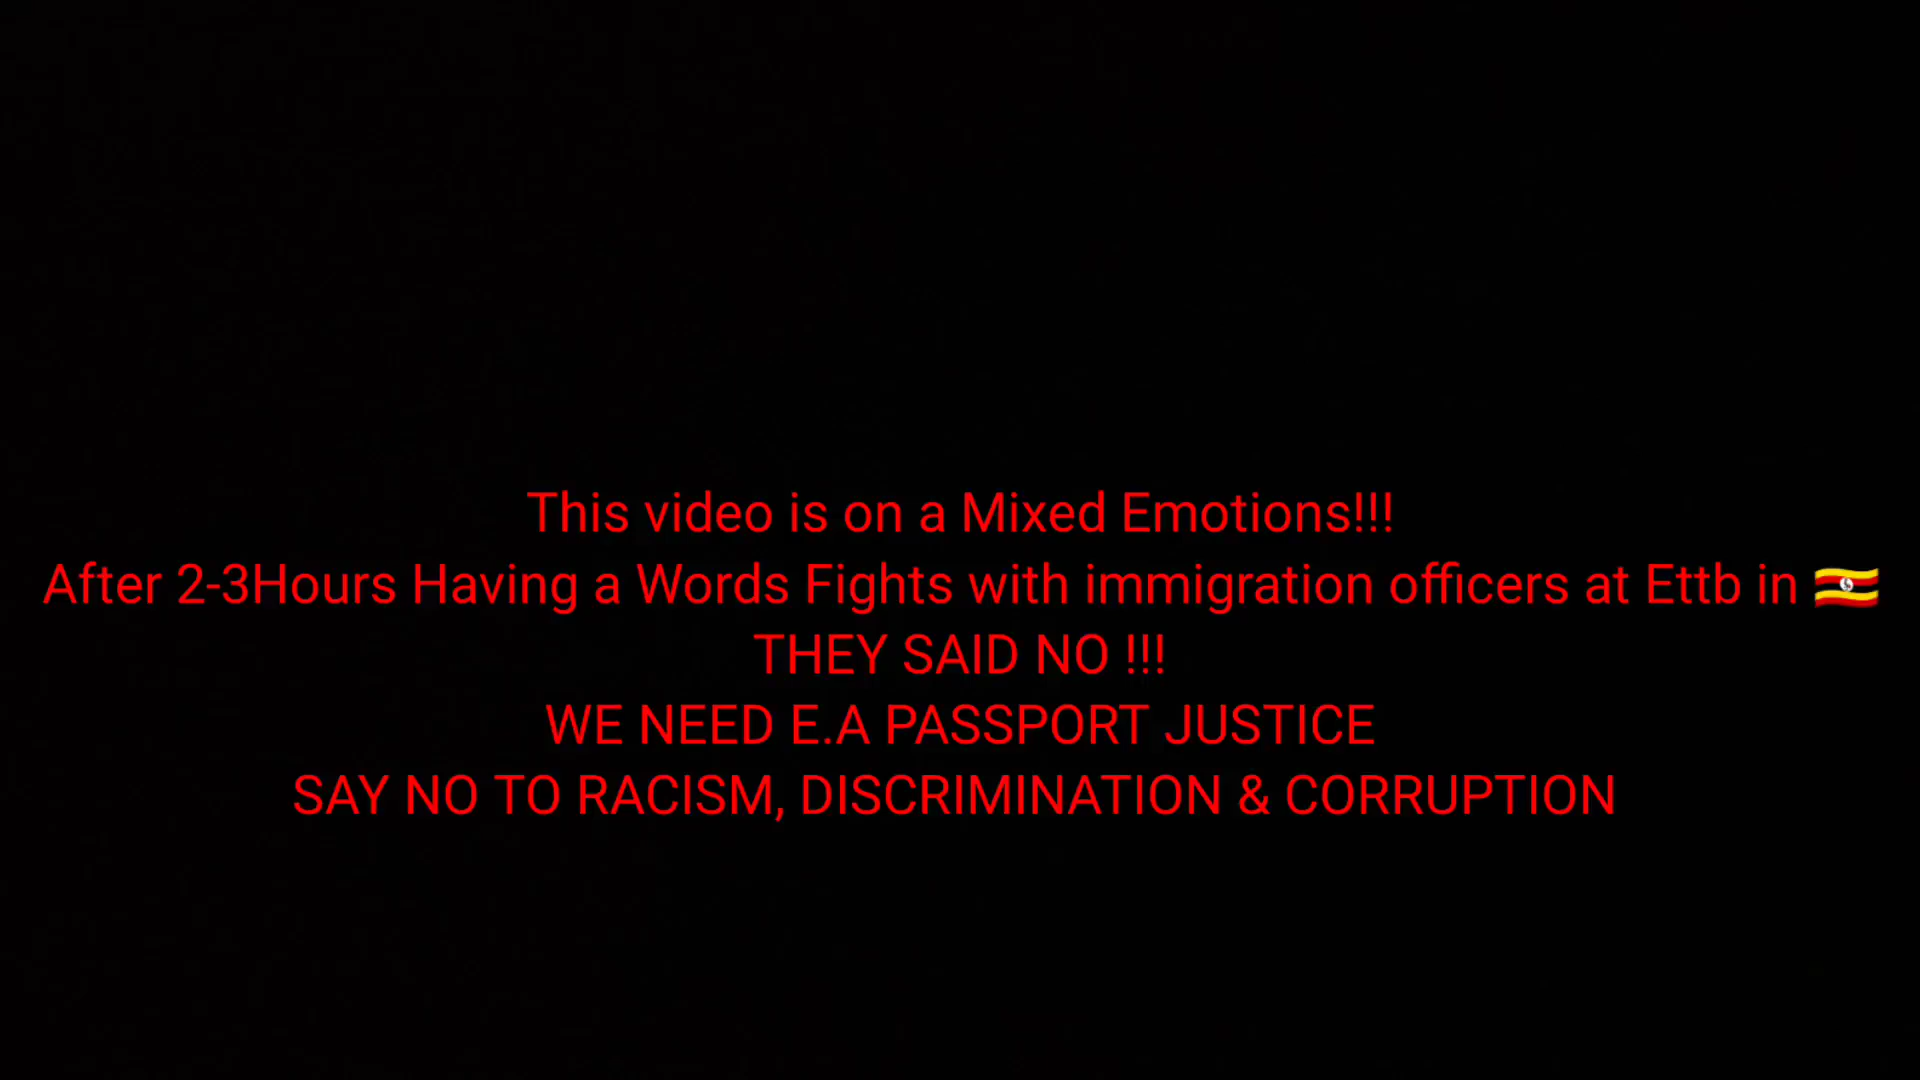 This video is on a Mixed Emotions!!!
After 2-3Hours Having a Words Fights with immigration officers at Ettb in 🇺🇬
THEY SAID NO !!!
WE NEED E.A PASSPORT JUSTICE
SAY NO TO RACISM, DISCRIMINATION & CORRUPTION